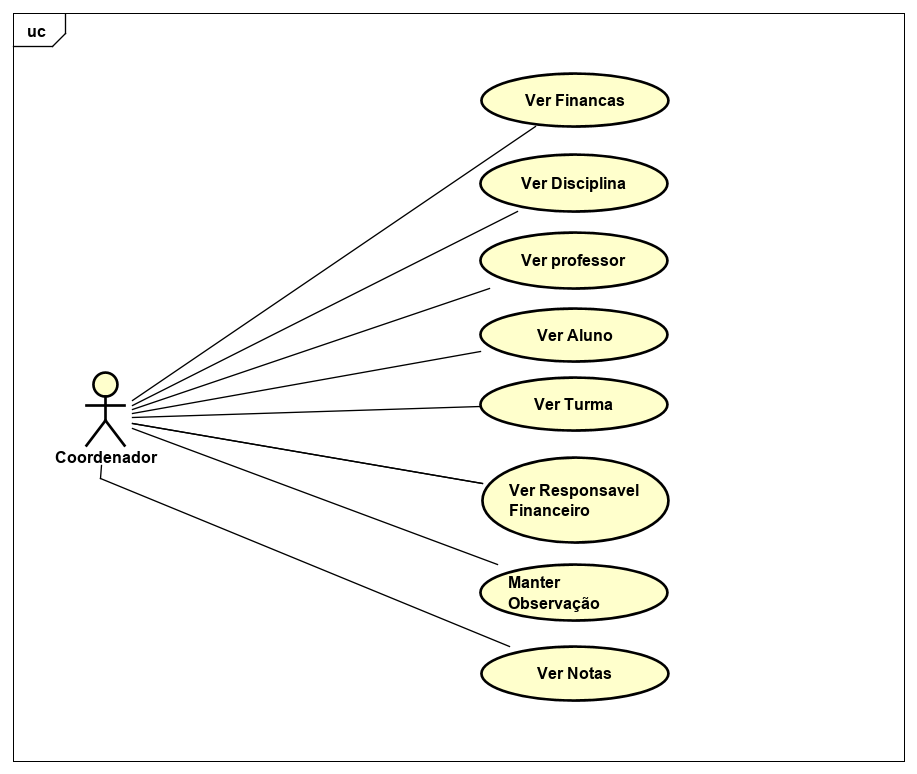 uc
Ver Financas
Ver Disciplina
Ver professor
Ver Aluno
Ver Turma
Coordenador
Ver Responsavel
Financeiro
Manter
Observação
Ver Notas